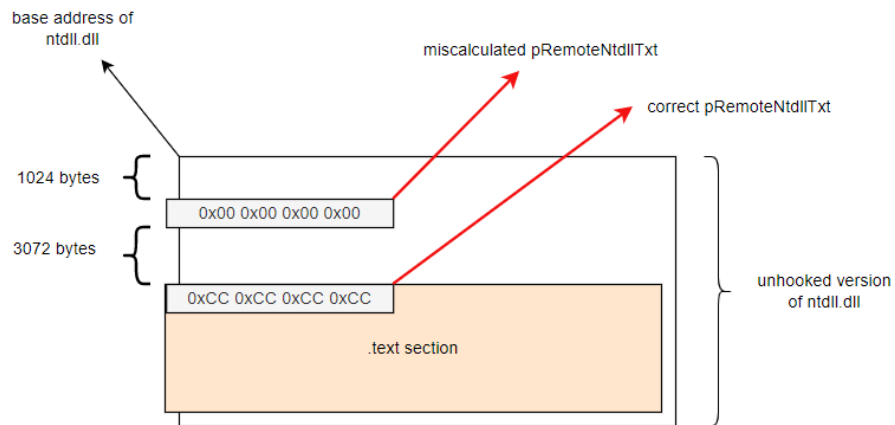 base address of
ntdll.dll
miscalculated pRemoteNtdllTxt
correct pRemoteNtdllTxt
1024 bytes
0x00 0x00 0x00 0x00
3072 bytes
0xCC 0xCC 0xCC 0xCC
unhooked version
of ntdll.dll
.text section